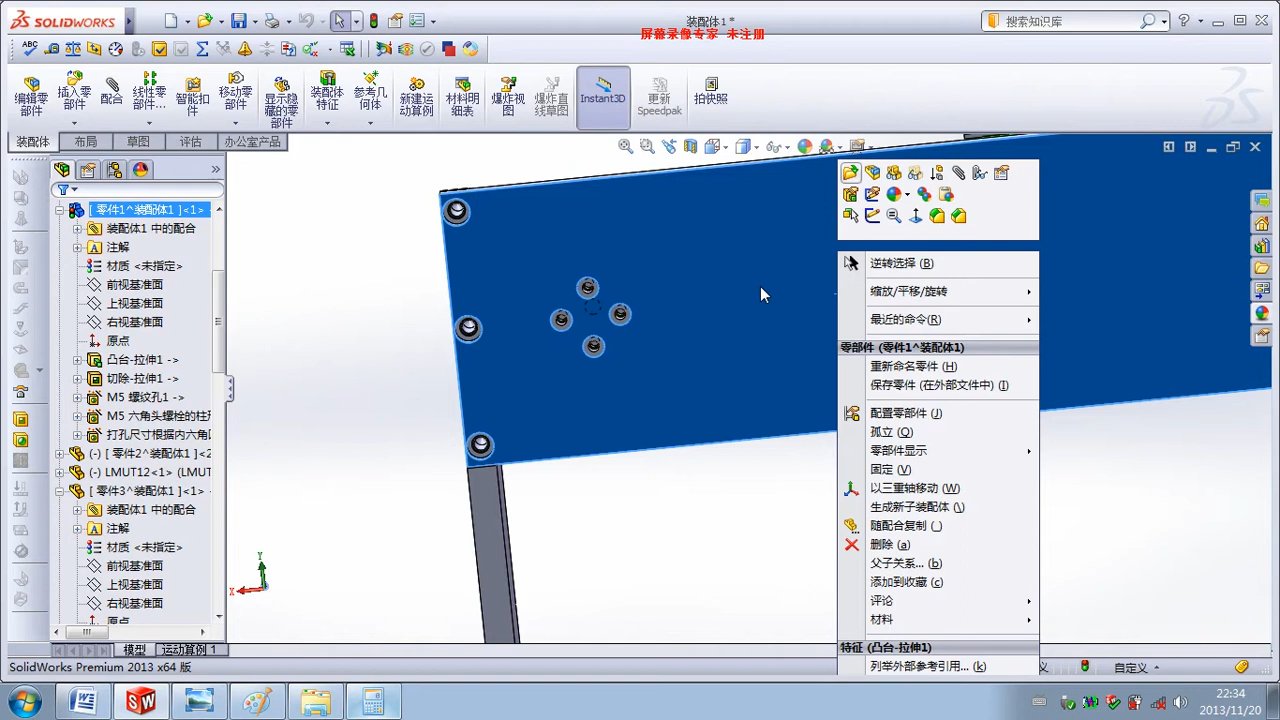 SOLIDWORKS
装配体1 *
搜索知识库
屏幕录像专家 未注册
编辑零部件
插入零部件
配合
线性零部件...
智能扣件
移动零部件
显示隐藏的零部件
装配体特征
参考几何体
新建运动算例
材料明细表
爆炸视图
爆炸直线草图
Instant3D
更新 Speedpak
拍快照
装配体
布局
草图
评估
办公室产品
[ 零件1^装配体1 ]<1>
装配体1 中的配合
注解
材质 <未指定>
前视基准面
上视基准面
右视基准面
原点
凸台-拉伸1 ->
切除-拉伸1 ->
M5 螺纹孔1 ->
M5 六角头螺栓的柱形
打孔尺寸根据内六角
(-) [ 零件2^装配体1 ]<2
(-) LMUT12<1> (LMUT1
[ 零件3^装配体1 ]<1>
装配体1 中的配合
注解
材质 <未指定>
前视基准面
上视基准面
右视基准面
原点
Y
X
逆转选择 (B)
缩放/平移/旋转
最近的命令(R)
零部件 (零件1^装配体1)
重新命名零件 (H)
保存零件 (在外部文件中) (I)
配置零部件 (J)
孤立 (Q)
零部件显示
固定 (V)
以三重轴移动 (W)
生成新子装配体 (\)
随配合复制 (_)
删除 (a)
父子关系... (b)
添加到收藏 (c)
评论
材料
特征 (凸台-拉伸1)
列举外部参考引用... (k)
模型
运动算例 1
SolidWorks Premium 2013 x64 版
自定义
22:34
2013/11/20